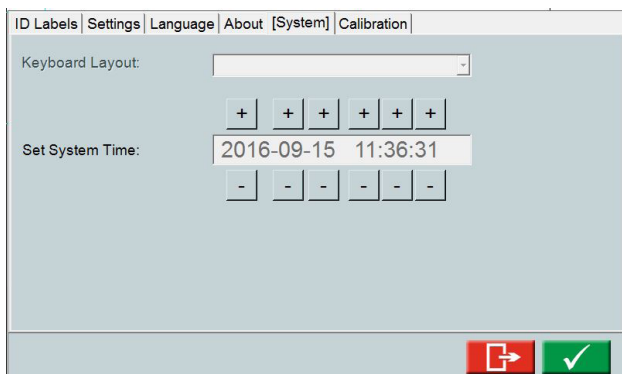 ID Labels Settings Language About [System] Calibration
Keyboard Layout:
+ + + + + +
Set System Time: 2016-09-15 11:36:31
- - - - - -